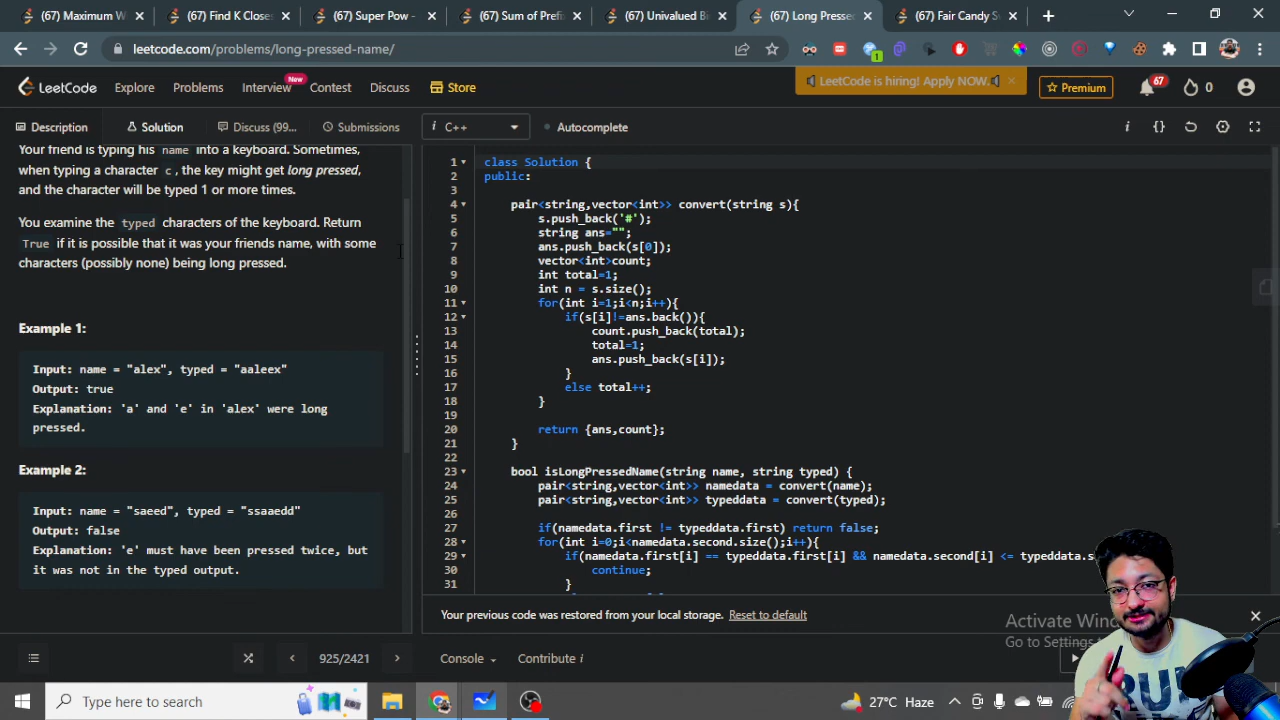 (67) Maximum W
(67) Find K Close
(67) Super Pow -
(67) Sum of Prefi
(67) Univalued B
(67) Long Presse
(67) Fair Candy S
leetcode.com/problems/long-pressed-name/
1
LeetCode
Explore
Problems
Interview
New
Contest
Discuss
Store
LeetCode is hiring! Apply NOW.
Premium
67
0
Description
Solution
Discuss (99...
Submissions
C++
Autocomplete
Your friend is typing his name into a keyboard. Sometimes,
when typing a character c, the key might get long pressed,
and the character will be typed 1 or more times.
You examine the typed characters of the keyboard. Return
True if it is possible that it was your friends name, with some
characters (possibly none) being long pressed.
Example 1:
Input: name = "alex", typed = "aaleex"
Output: true
Explanation: 'a' and 'e' in 'alex' were long
pressed.
Example 2:
Input: name = "saeed", typed = "ssaaedd"
Output: false
Explanation: 'e' must have been pressed twice, but
it was not in the typed output.
1 class Solution {
2 public:
3
4 pair<string,vector<int>> convert(string s){
5 s.push_back('#');
6 string ans="";
7 ans.push_back(s[0]);
8 vector<int>count;
9 int total=1;
10 int n = s.size();
11 for(int i=1;i<n;i++){
12 if(s[i]!=ans.back()){
13 count.push_back(total);
14 total=1;
15 ans.push_back(s[i]);
16 }
17 else total++;
18 }
19
20 return {ans,count};
21 }
22
23 bool isLongPressedName(string name, string typed) {
24 pair<string,vector<int>> namedata = convert(name);
25 pair<string,vector<int>> typeddata = convert(typed);
26
27 if(namedata.first != typeddata.first) return false;
28 for(int i=0;i<namedata.second.size();i++){
29 if(namedata.first[i] == typeddata.first[i] && namedata.second[i] <= typeddata.s
30 continue;
31 }
Your previous code was restored from your local storage. Reset to default
Activate Wind
Go to Settings
925/2421
Console
Contribute i
Type here to search
27°C Haze